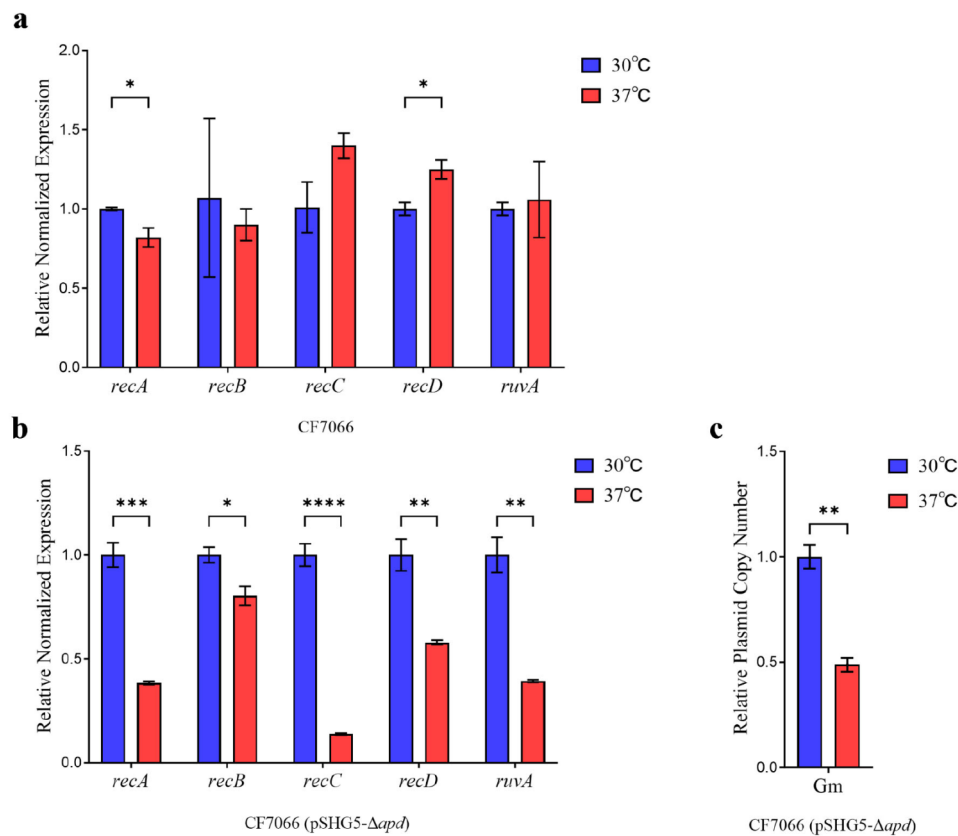 a
Relative Normalized Expression
2.0
1.5
1.0
0.5
0.0
* *
30℃
37℃
recA recB recC recD ruvA
CF7066
b
Relative Normalized Expression
1.5
1.0
0.5
0.0
*** * **** ** **
30℃
37℃
recA recB recC recD ruvA
CF7066 (pSHG5-Δapd)
c
Relative Plasmid Copy Number
1.5
1.0
0.5
0.0
**
30℃
37℃
Gm
CF7066 (pSHG5-Δapd)